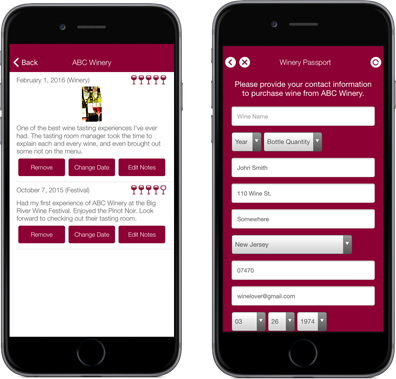 Back
ABC Winery
February 1, 2016 (Winery)
One of the best wine tasting experiences I've ever
had. The tasting room manager took the time to
explain each and every wine, and even brought out
some not on the menu.
Remove
Change Date
Edit Notes
October 7, 2015 (Festival)
Had my first experience of ABC Winery at the Big
River Wine Festival. Enjoyed the Pinot Noir. Look
forward to checking out their tasting room.
Remove
Change Date
Edit Notes
Winery Passport
Please provide your contact information
to purchase wine from ABC Winery.
Wine Name
Year
Bottle Quantity
John Smith
110 Wine St.
Somewhere
New Jersey
07470
winelover@gmail.com
03
26
1974